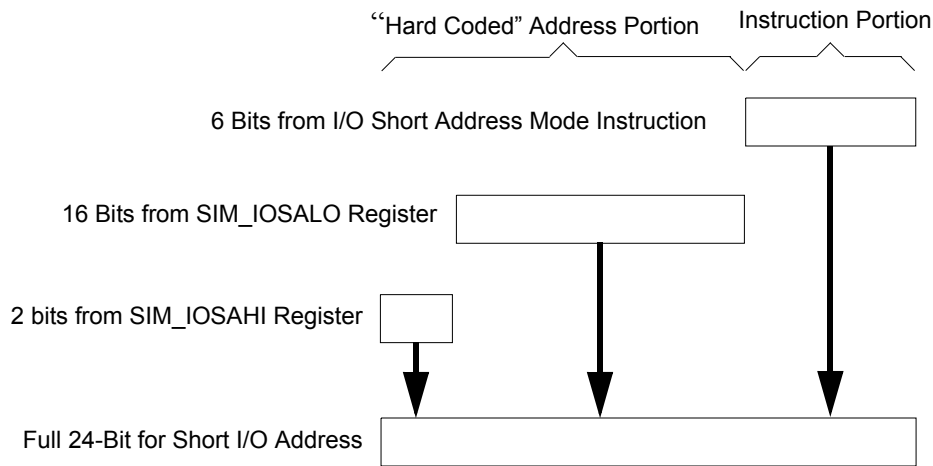 “Hard Coded” Address Portion
Instruction Portion
6 Bits from I/O Short Address Mode Instruction
16 Bits from SIM_IOSALO Register
2 bits from SIM_IOSAHI Register
Full 24-Bit for Short I/O Address